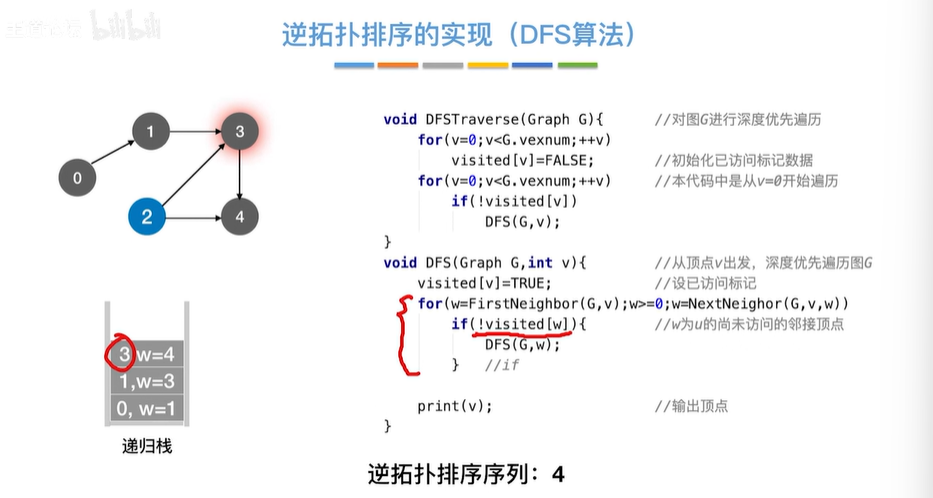 bilibili
逆拓扑排序的实现（DFS算法）
1
3
0
2
4
void DFSTraverse(Graph G){ //对图G进行深度优先遍历
for(v=0;v<G.vexnum;++v)
visited[v]=FALSE; //初始化已访问标记数据
for(v=0;v<G.vexnum;++v) //本代码中是从v=0开始遍历
if(!visited[v])
DFS(G,v);
}
void DFS(Graph G,int v){ //从顶点v出发，深度优先遍历图G
visited[v]=TRUE; //设已访问标记
for(w=FirstNeighbor(G,v);w>=0;w=NextNeighor(G,v,w))
if(!visited[w]){ //w为u的尚未访问的邻接顶点
DFS(G,w);
} //if
print(v); //输出顶点
}
3 w=4
1,w=3
0, w=1
递归栈
逆拓扑排序序列：4